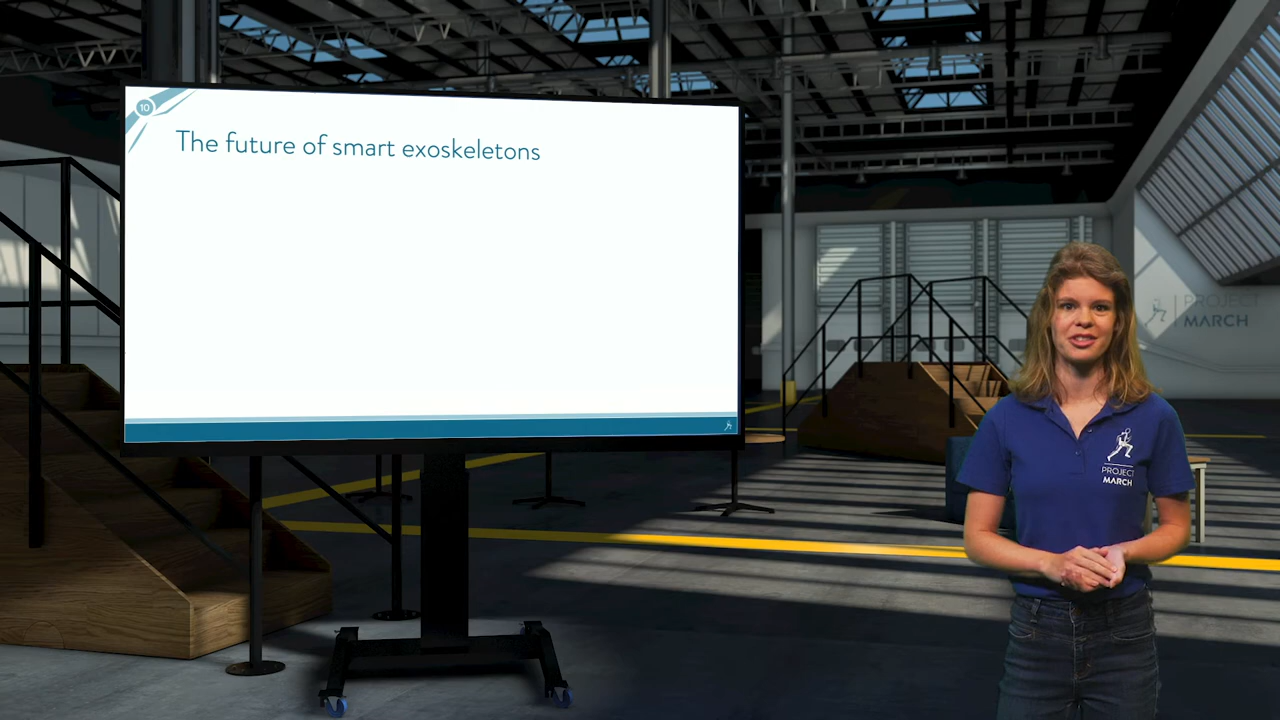 10
The future of smart exoskeletons
PROJECT
MARCH
PROJECT
MARCH